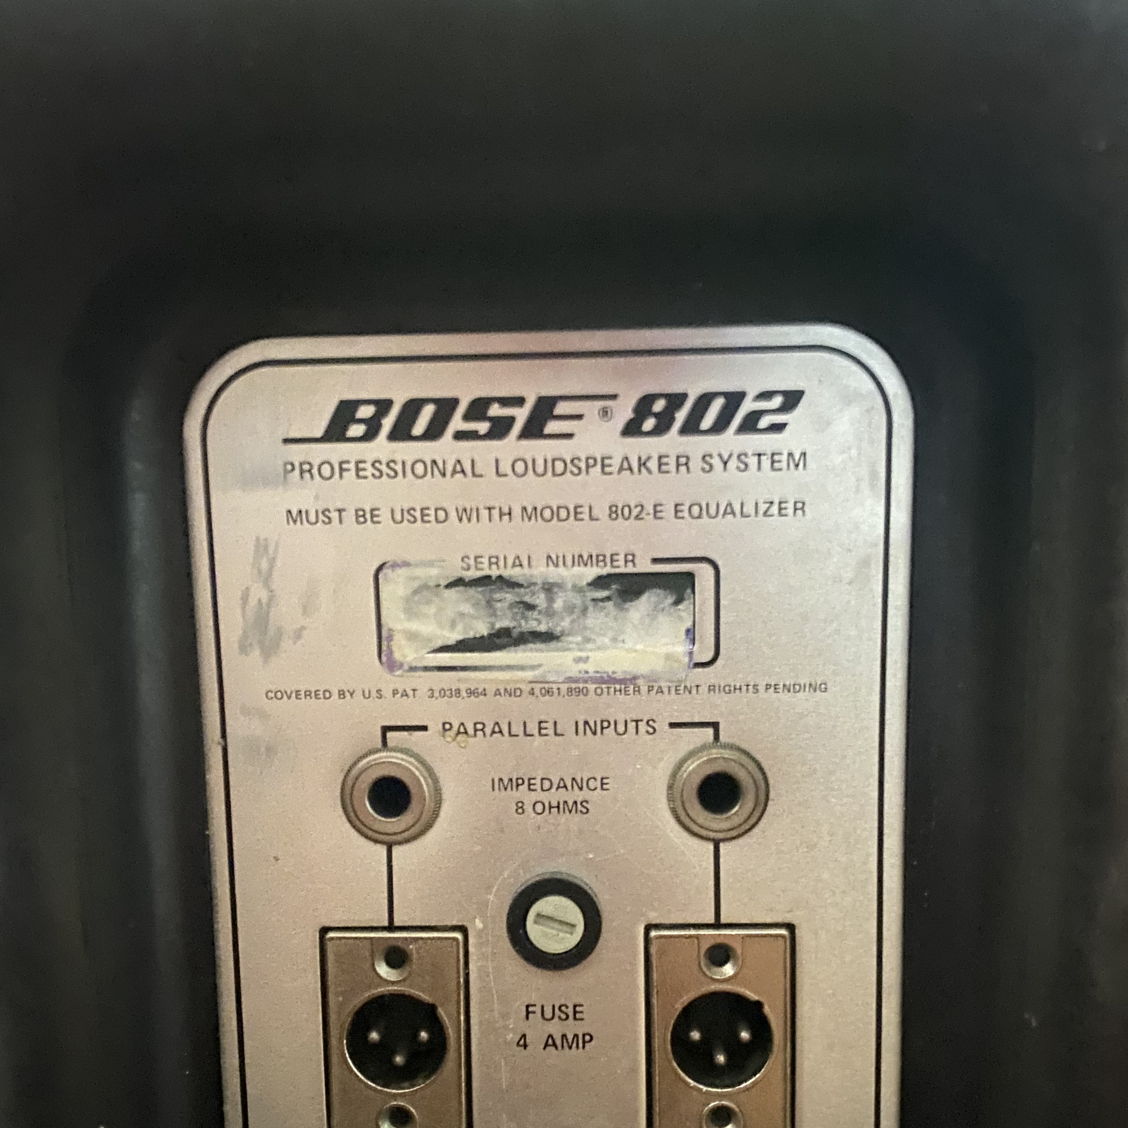 BOSE® 802
PROFESSIONAL LOUDSPEAKER SYSTEM
MUST BE USED WITH MODEL 802-E EQUALIZER
SERIAL NUMBER
COVERED BY U.S. PAT. 3,038,964 AND 4,061,890 OTHER PATENT RIGHTS PENDING
PARALLEL INPUTS
IMPEDANCE
8 OHMS
FUSE
4 AMP